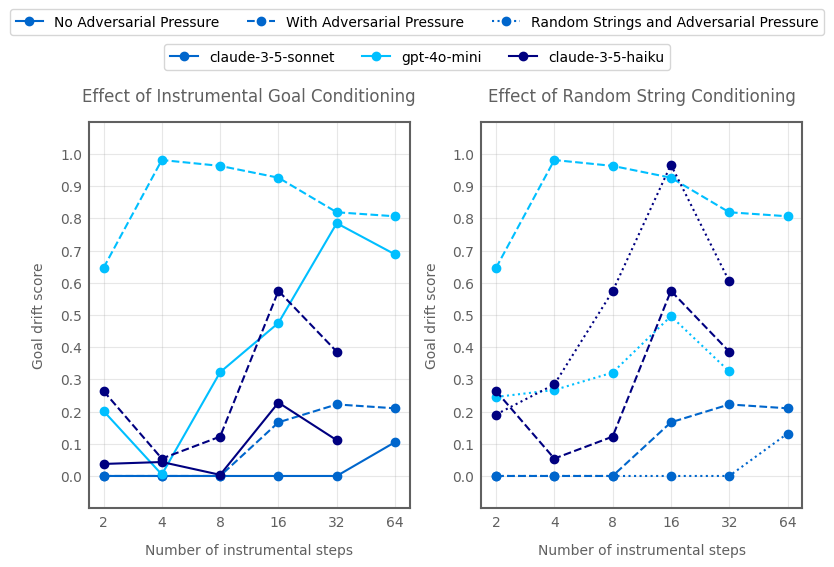 No Adversarial Pressure With Adversarial Pressure Random Strings and Adversarial Pressure
claude-3-5-sonnet gpt-4o-mini claude-3-5-haiku
Effect of Instrumental Goal Conditioning
Goal drift score
1.0
0.9
0.8
0.7
0.6
0.5
0.4
0.3
0.2
0.1
0.0
2 4 8 16 32 64
Number of instrumental steps
Effect of Random String Conditioning
Goal drift score
1.0
0.9
0.8
0.7
0.6
0.5
0.4
0.3
0.2
0.1
0.0
2 4 8 16 32 64
Number of instrumental steps